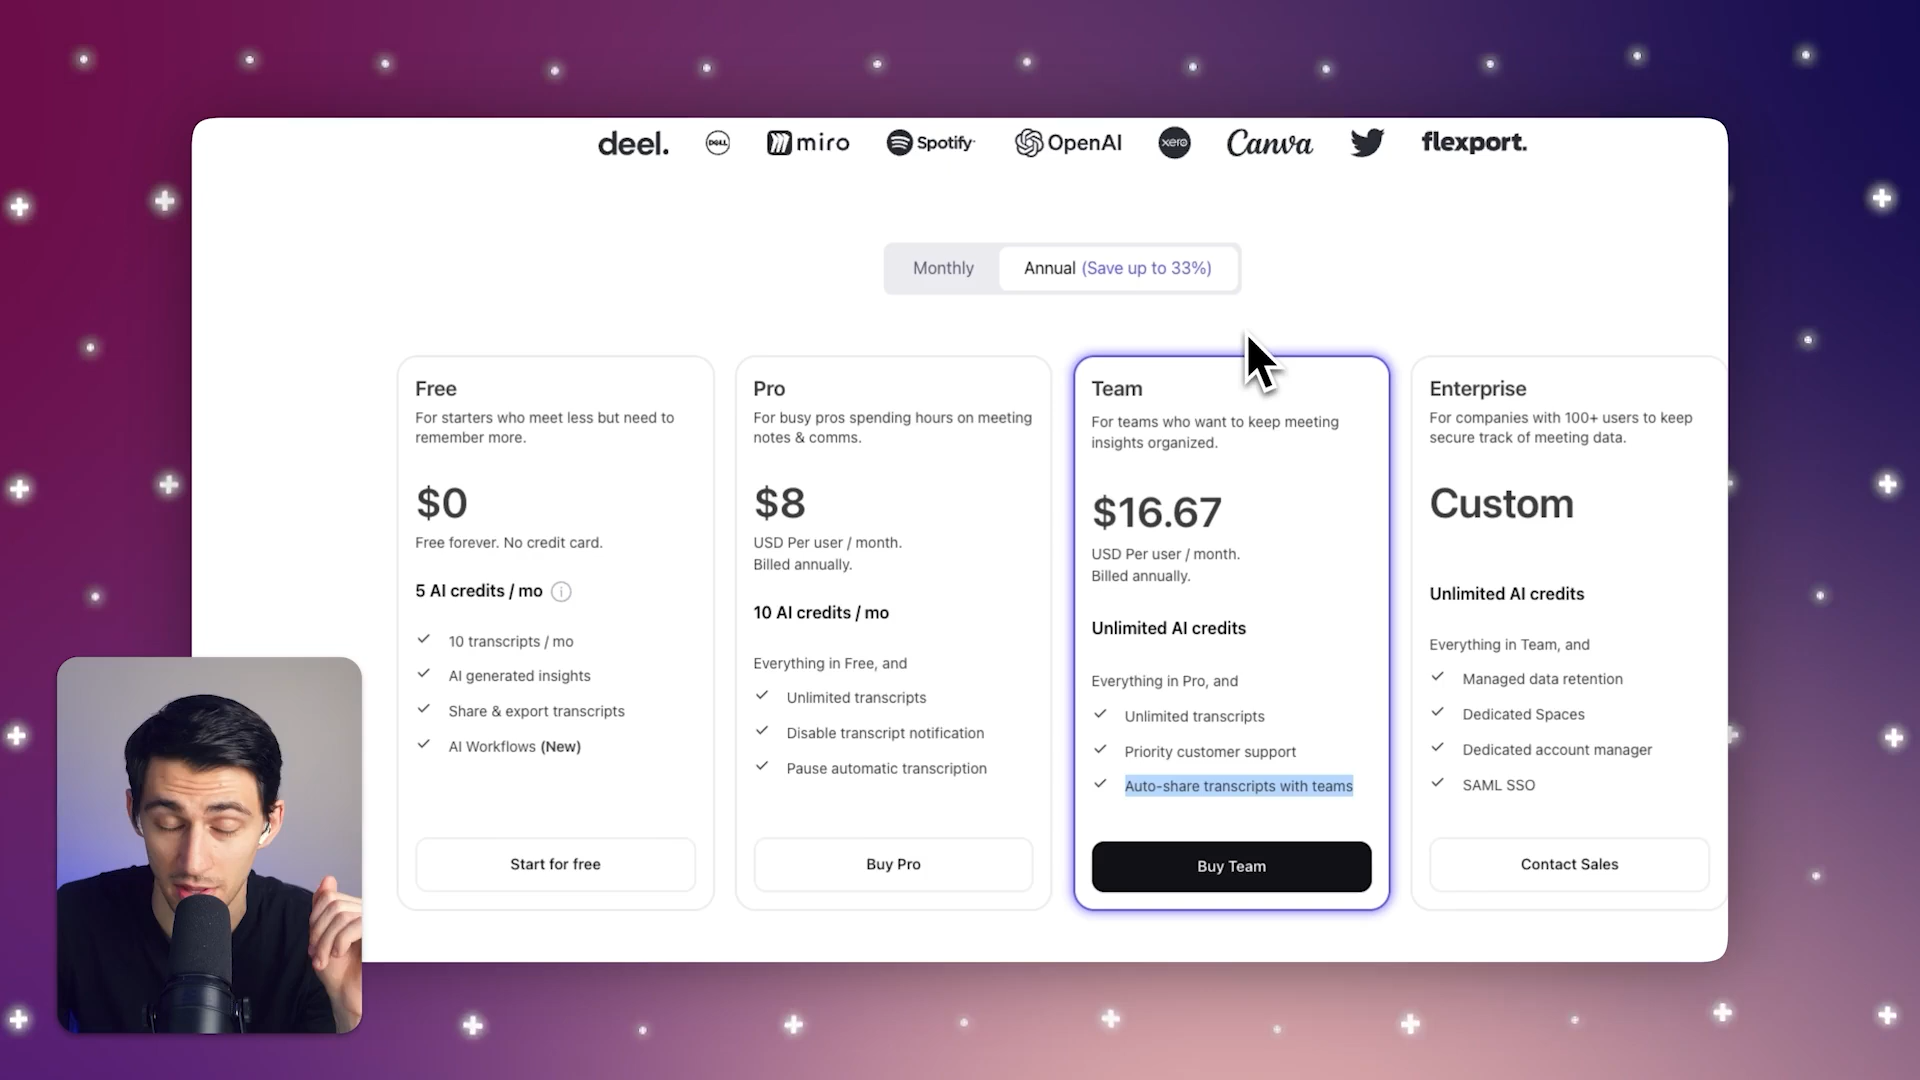 deel.
DELL
miro
Spotify
OpenAI
xero
Canva
flexport.
Monthly
Annual (Save up to 33%)
Free
For starters who meet less but need to
remember more.
$0
Free forever. No credit card.
5 AI credits / mo
10 transcripts / mo
AI generated insights
Share & export transcripts
AI Workflows (New)
Start for free
Pro
For busy pros spending hours on meeting
notes & comms.
$8
USD Per user / month.
Billed annually.
10 AI credits / mo
Everything in Free, and
Unlimited transcripts
Disable transcript notification
Pause automatic transcription
Buy Pro
Team
For teams who want to keep meeting
insights organized.
$16.67
USD Per user / month.
Billed annually.
Unlimited AI credits
Everything in Pro, and
Unlimited transcripts
Priority customer support
Auto-share transcripts with teams
Buy Team
Enterprise
For companies with 100+ users to keep
secure track of meeting data.
Custom
Unlimited AI credits
Everything in Team, and
Managed data retention
Dedicated Spaces
Dedicated account manager
SAML SSO
Contact Sales